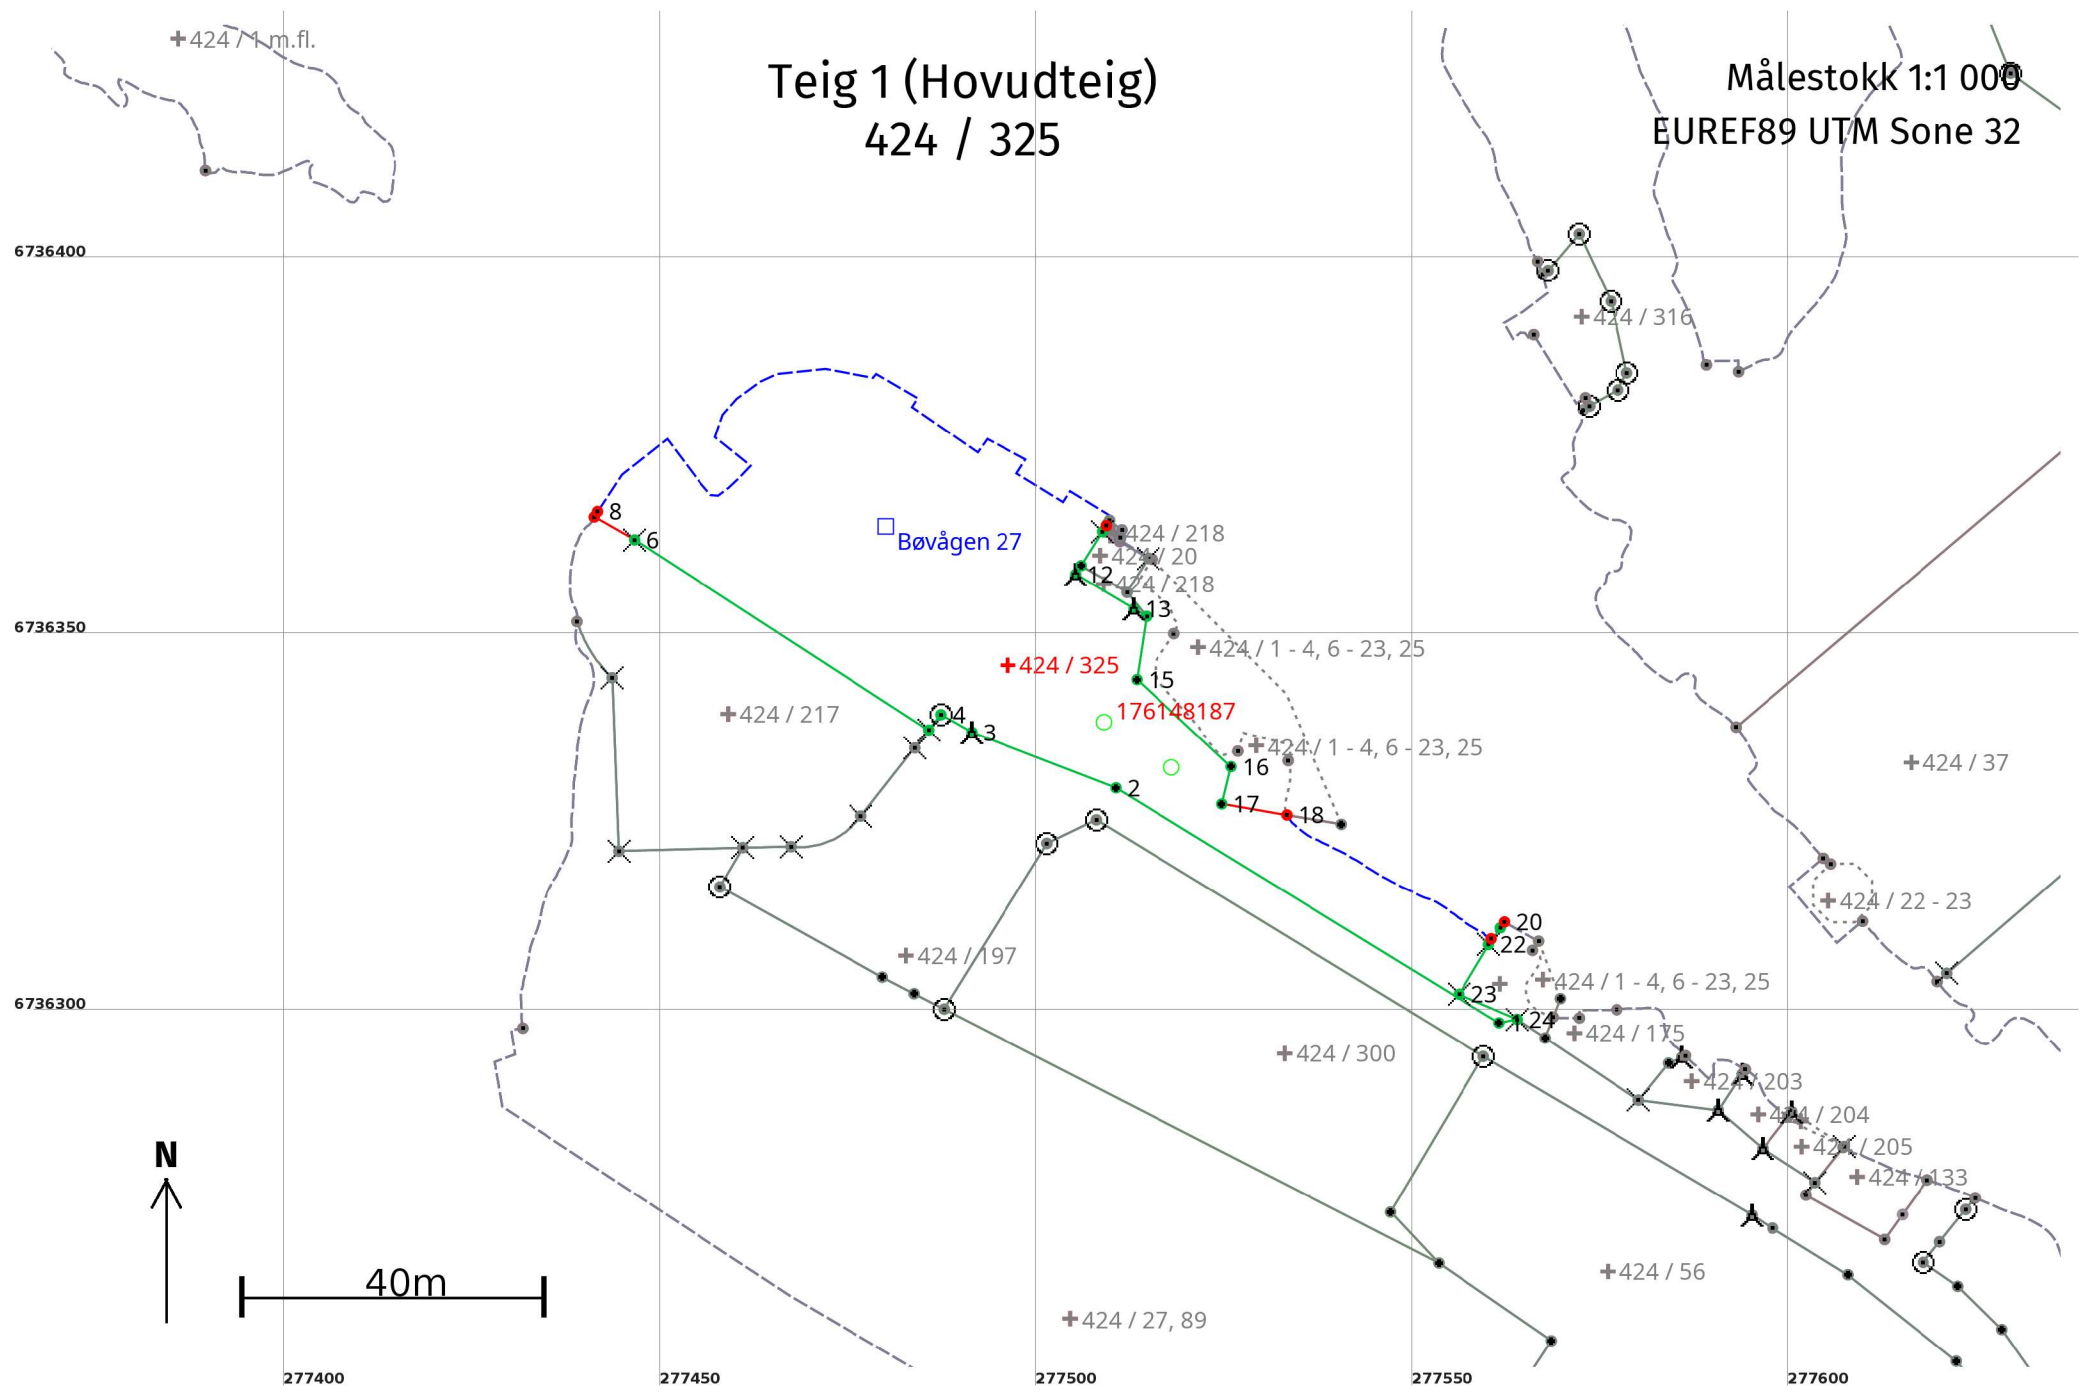 424 / 1 m.fl.
Teig 1 (Hovudteig)
424 / 325
Målestokk 1:1 000
EUREF89 UTM Sone 32
6736400
424 / 316
8
6
Bøvågen 27
424 / 218
424 / 20
12
424 / 218
13
6736350
424 / 1 - 4, 6 - 23, 25
424 / 325
15
424 / 217
4
3
176148187
424 / 1 - 4, 6 - 23, 25
16
424 / 37
2
17
18
424 / 22 - 23
20
22
424 / 197
424 / 1 - 4, 6 - 23, 25
23
6736300
24
424 / 175
424 / 300
424 / 203
424 / 204
424 / 205
424 / 133
N
424 / 56
40m
424 / 27, 89
277400
277450
277500
277550
277600